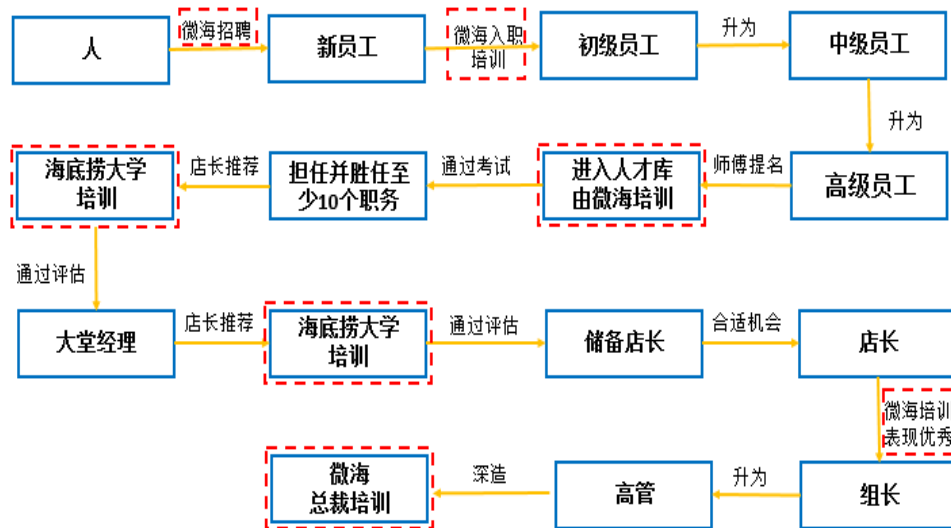 人
微海招聘
新员工
微海入职
培训
初级员工
升为
中级员工
升为
高级员工
师傅提名
进入人才库
由微海培训
通过考试
担任并胜任至
少10个职务
店长推荐
海底捞大学
培训
通过评估
大堂经理
店长推荐
海底捞大学
培训
通过评估
储备店长
合适机会
店长
微海培训
表现优秀
组长
升为
高管
深造
微海
总裁培训